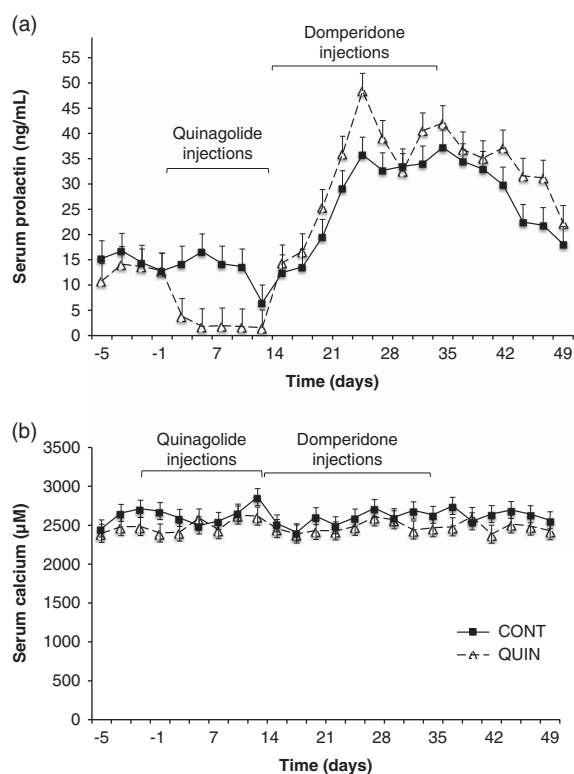 (a)
Domperidone
injections
Quinagolide
injections
Serum prolactin (ng/mL)
55
50
45
40
35
30
25
20
15
10
5
0
-5 -1 7 14 21 28 35 42 49
Time (days)
(b)
Quinagolide Domperidone
injections injections
Serum calcium (µM)
3500
3000
2500
2000
1500
1000
500
0
CONT
QUIN
-5 -1 7 14 21 28 35 42 49
Time (days)